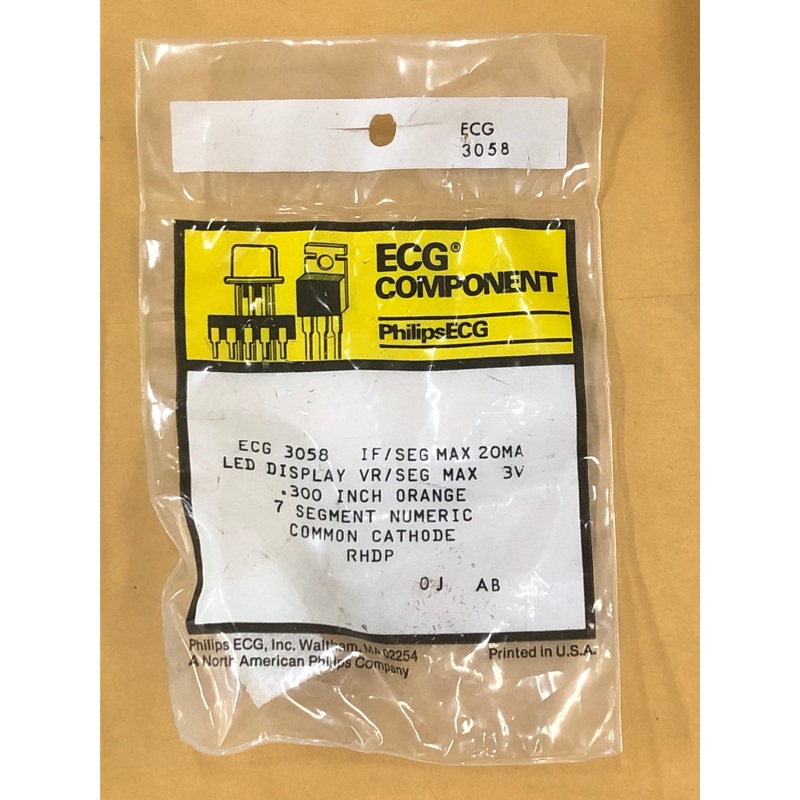 ECG
3058
ECG®
COMPONENT
PhilipsECG
ECG 3058 IF/SEG MAX 20MA
LED DISPLAY VR/SEG MAX 3V
.300 INCH ORANGE
7 SEGMENT NUMERIC
COMMON CATHODE
RHDP
OJ AB
Philips ECG, Inc. Waltham, MA 02254
A North American Philips Company
Printed in U.S.A.